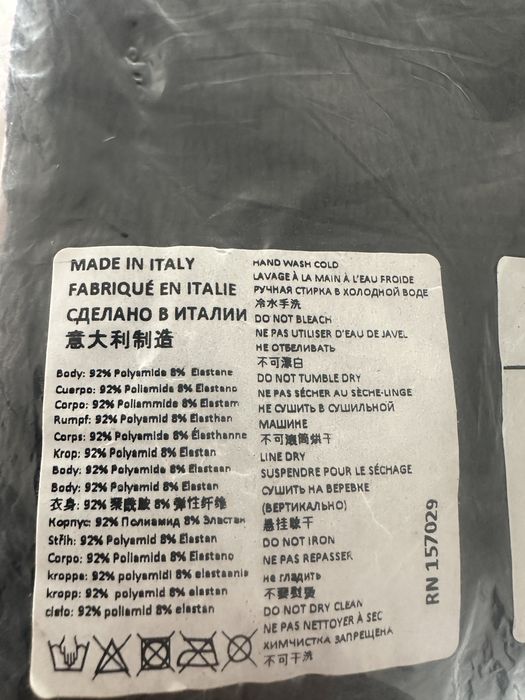 MADE IN ITALY
FABRIQUÉ EN ITALIE
СДЕЛАНО В ИТАЛИИ
意大利制造
Body: 92% Polyamide 8% Elastane
Cuerpo: 92% Poliamida 8% Elastano
Corpo: 92% Poliammide 8% Elastam
Rumpf: 92% Polyamid 8% Elasthan
Corps: 92% Polyamide 8% Élasthanne
Krop: 92% Polyamid 8% Elastan
Body: 92% Polyamide 8% Elastaan
Body: 92% Polyamid 8% Elastan
衣身: 92% 聚酰胺 8% 弹性纤维
Корпус: 92% Полиамид 8% Эластан
Střih: 92% Polyamid 8% Elastan
Corpo: 92% Poliamida 8% Elastano
kroppa: 92% polyamidi 8% elastaania
kropp: 92% polyamid 8% elastan
ciało: 92% poliamid 8% elastan
HAND WASH COLD
LAVAGE À LA MAIN À L'EAU FROIDE
РУЧНАЯ СТИРКА В ХОЛОДНОЙ ВОДЕ
冷水手洗
DO NOT BLEACH
NE PAS UTILISER D'EAU DE JAVEL
НЕ ОТБЕЛИВАТЬ
不可漂白
DO NOT TUMBLE DRY
NE PAS SÉCHER AU SÈCHE-LINGE
НЕ СУШИТЬ В СУШИЛЬНОЙ
МАШИНЕ
不可滚筒烘干
LINE DRY
SUSPENDRE POUR LE SÉCHAGE
СУШИТЬ НА ВЕРЕВКЕ
(ВЕРТИКАЛЬНО)
悬挂晾干
DO NOT IRON
NE PAS REPASSER
не гладить
不要熨烫
DO NOT DRY CLEAN
NE PAS NETTOYER À SEC
ХИМЧИСТКА ЗАПРЕЩЕНА
不可干洗
RN 157029